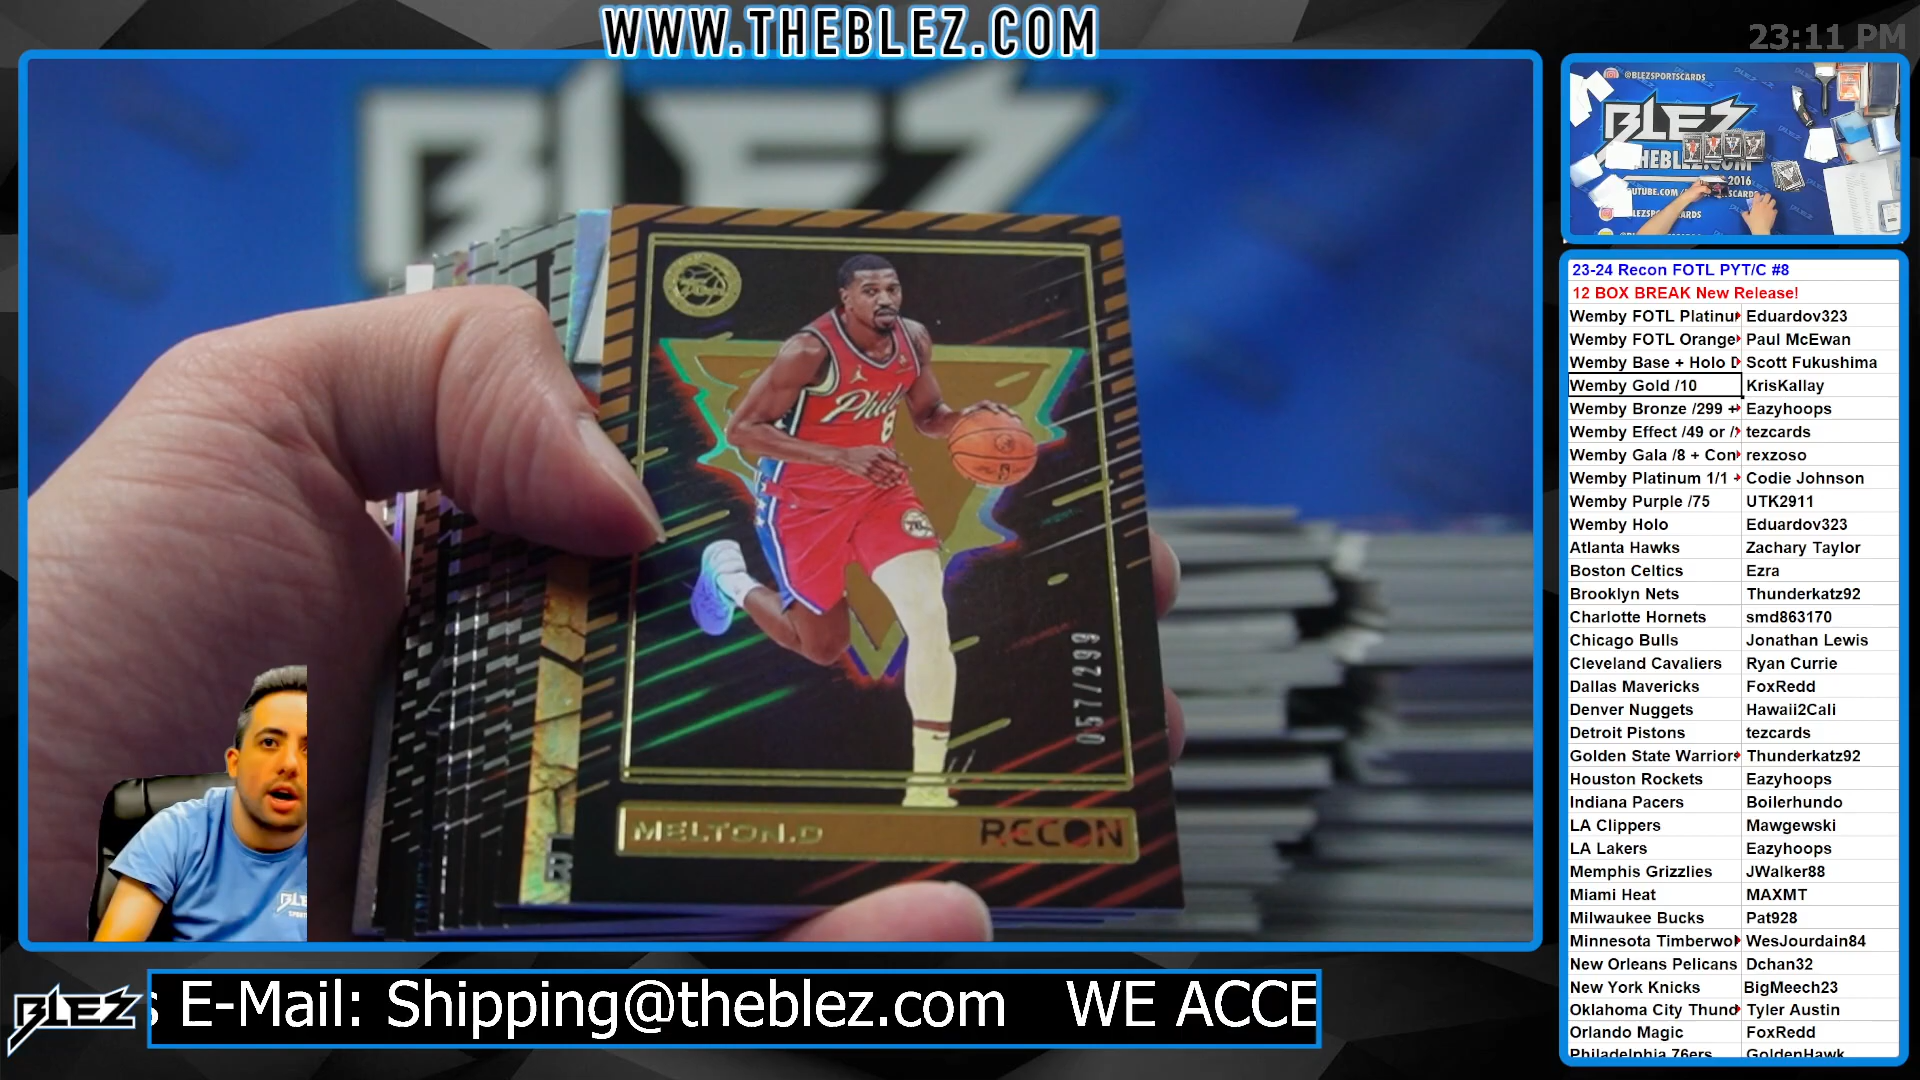 WWW.THEBLEZ.COM
23:11 PM
BLEZ
@BLEZSPORTSCARDS
BLEZ
THEBLEZ.COM
2016
Phila
8
76
057/299
MELTON.D
RECON
23-24 Recon FOTL PYT/C #8
12 BOX BREAK New Release!
Wemby FOTL Platinu Eduardov323
Wemby FOTL Orange Paul McEwan
Wemby Base + Holo D Scott Fukushima
Wemby Gold /10 KrisKallay
Wemby Bronze /299 + Eazyhoops
Wemby Effect /49 or / tezcards
Wemby Gala /8 + Con rexzoso
Wemby Platinum 1/1 + Codie Johnson
Wemby Purple /75 UTK2911
Wemby Holo Eduardov323
Atlanta Hawks Zachary Taylor
Boston Celtics Ezra
Brooklyn Nets Thunderkatz92
Charlotte Hornets smd863170
Chicago Bulls Jonathan Lewis
Cleveland Cavaliers Ryan Currie
Dallas Mavericks FoxRedd
Denver Nuggets Hawaii2Cali
Detroit Pistons tezcards
Golden State Warriors Thunderkatz92
Houston Rockets Eazyhoops
Indiana Pacers Boilerhundo
LA Clippers Mawgewski
LA Lakers Eazyhoops
Memphis Grizzlies JWalker88
Miami Heat MAXMT
Milwaukee Bucks Pat928
Minnesota Timberwol WesJourdain84
New Orleans Pelicans Dchan32
New York Knicks BigMeech23
Oklahoma City Thund Tyler Austin
Orlando Magic FoxRedd
Philadelphia 76ers GoldenHawk
BLEZ
s E-Mail: Shipping@theblez.com WE ACCE